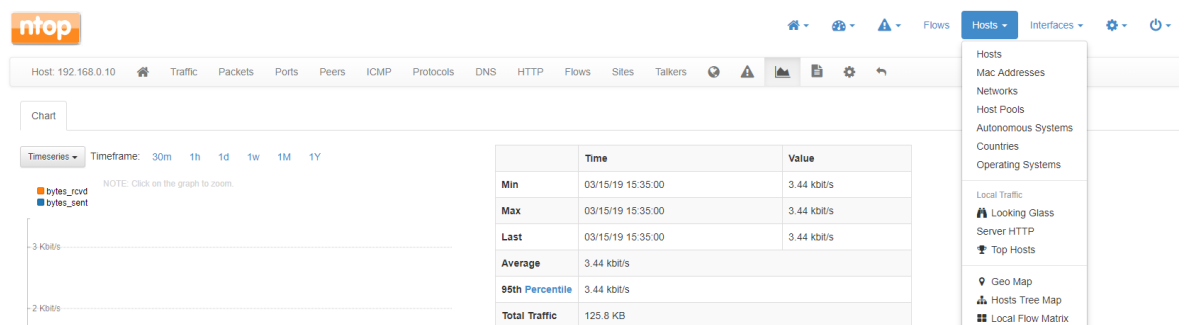 ntop
Flows Hosts Interfaces
Host: 192.168.0.10 Traffic Packets Ports Peers ICMP Protocols DNS HTTP Flows Sites Talkers
Hosts
Mac Addresses
Networks
Host Pools
Autonomous Systems
Countries
Operating Systems
Local Traffic
Looking Glass
Server HTTP
Top Hosts
Geo Map
Hosts Tree Map
Local Flow Matrix
Chart
Timeseries Timeframe: 30m 1h 1d 1w 1M 1Y
NOTE: Click on the graph to zoom.
bytes_rcvd
bytes_sent
3 Kbit/s
2 Kbit/s
Time Value
Min 03/15/19 15:35:00 3.44 kbit/s
Max 03/15/19 15:35:00 3.44 kbit/s
Last 03/15/19 15:35:00 3.44 kbit/s
Average 3.44 kbit/s
95th Percentile 3.44 kbit/s
Total Traffic 125.8 KB